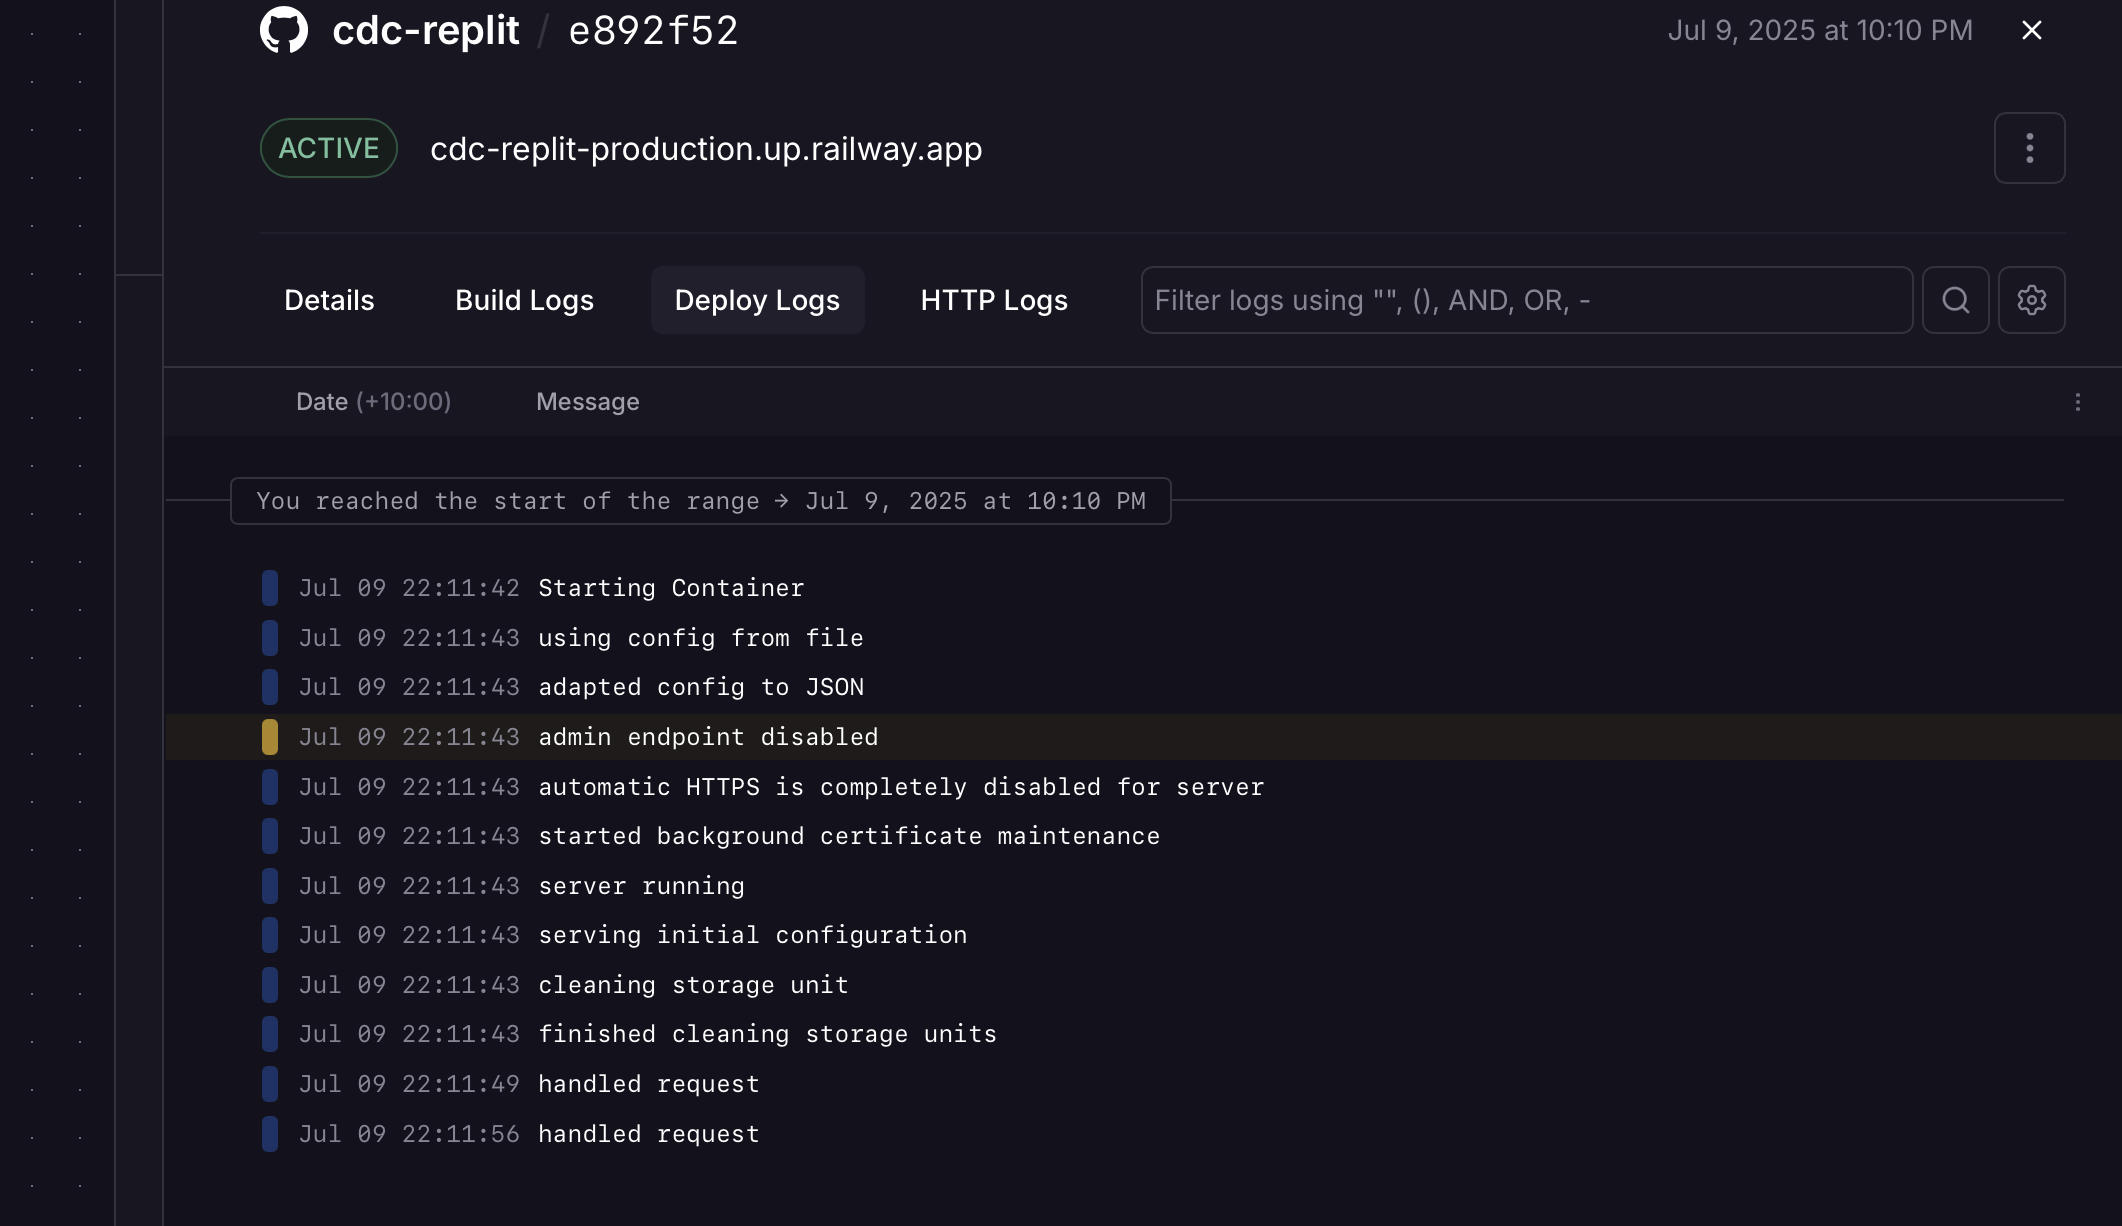 cdc-replit / e892f52 Jul 9, 2025 at 10:10 PM
ACTIVE cdc-replit-production.up.railway.app
Details Build Logs Deploy Logs HTTP Logs Filter logs using "", (), AND, OR, -
Date (+10:00) Message
You reached the start of the range → Jul 9, 2025 at 10:10 PM
Jul 09 22:11:42 Starting Container
Jul 09 22:11:43 using config from file
Jul 09 22:11:43 adapted config to JSON
Jul 09 22:11:43 admin endpoint disabled
Jul 09 22:11:43 automatic HTTPS is completely disabled for server
Jul 09 22:11:43 started background certificate maintenance
Jul 09 22:11:43 server running
Jul 09 22:11:43 serving initial configuration
Jul 09 22:11:43 cleaning storage unit
Jul 09 22:11:43 finished cleaning storage units
Jul 09 22:11:49 handled request
Jul 09 22:11:56 handled request